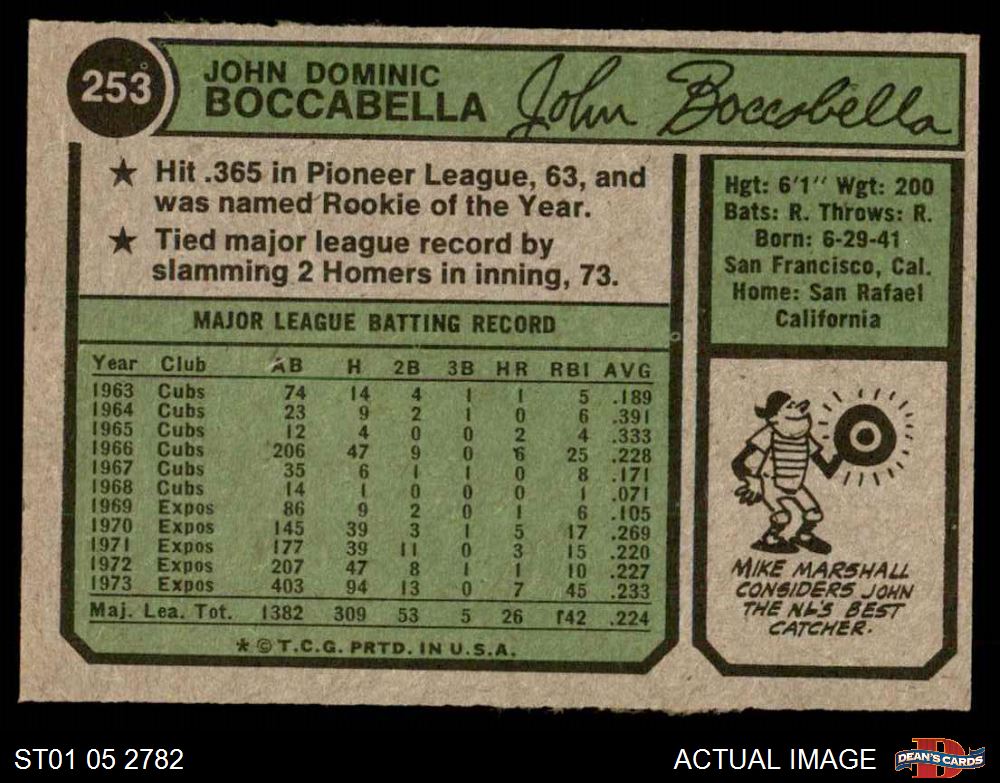 253
JOHN DOMINIC
BOCCABELLA
John Boccabella
★ Hit .365 in Pioneer League, 63, and
was named Rookie of the Year.
★ Tied major league record by
slamming 2 Homers in inning, 73.
Hgt: 6'1" Wgt: 200
Bats: R. Throws: R.
Born: 6-29-41
San Francisco, Cal.
Home: San Rafael
California
MAJOR LEAGUE BATTING RECORD
Year Club AB H 2B 3B HR RBI AVG
1963 Cubs 74 14 4 1 1 5 .189
1964 Cubs 23 9 2 1 0 6 .391
1965 Cubs 12 4 0 0 2 4 .333
1966 Cubs 206 47 9 0 6 25 .228
1967 Cubs 35 6 1 1 0 8 .171
1968 Cubs 14 1 0 0 0 1 .071
1969 Expos 86 9 2 0 1 6 .105
1970 Expos 145 39 3 1 5 17 .269
1971 Expos 177 39 11 0 3 15 .220
1972 Expos 207 47 8 1 1 10 .227
1973 Expos 403 94 13 0 7 45 .233
Maj. Lea. Tot. 1382 309 53 5 26 142 .224
* © T.C.G. PRTD. IN U.S.A.
MIKE MARSHALL
CONSIDERS JOHN
THE NL'S BEST
CATCHER.
ST01 05 2782
ACTUAL IMAGE
D
DEAN'S CARDS